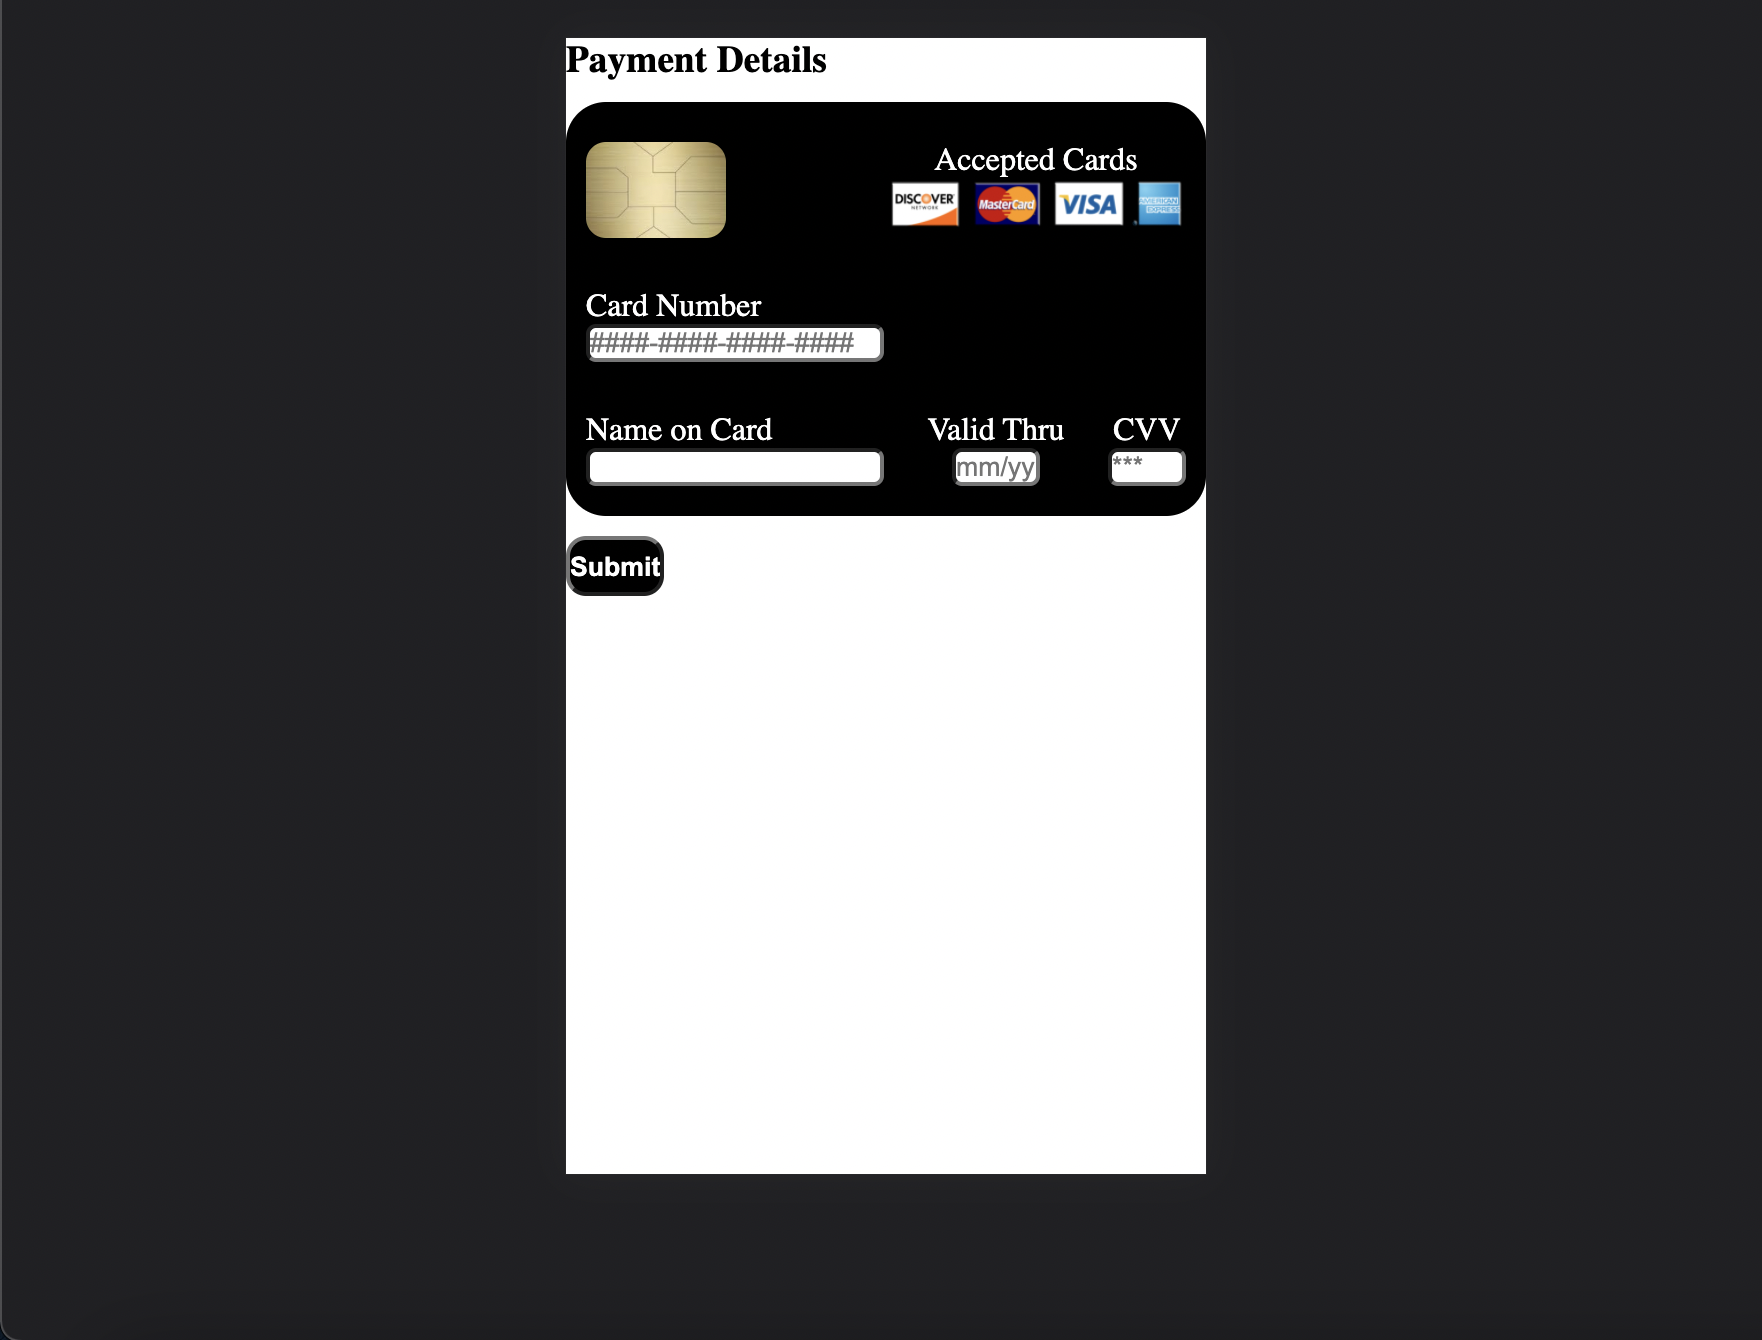 Payment Details
Accepted Cards
DISCOVER MasterCard VISA AMERICAN
NETWORK EXPRESS
Card Number
####-####-####-####
Name on Card Valid Thru CVV
mm/yy ***
Submit